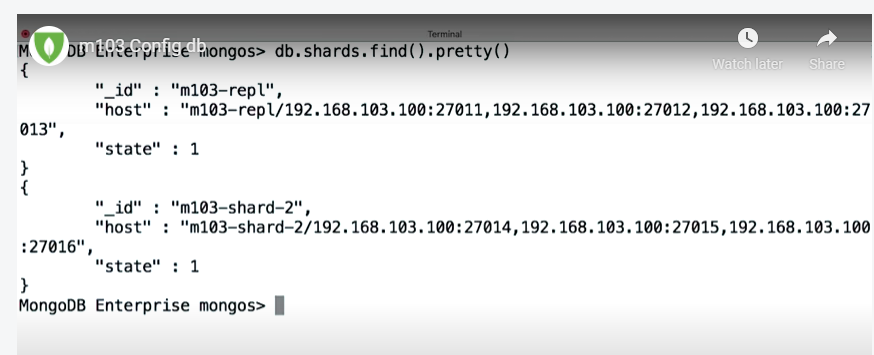 Terminal
m103 Config db
Watch later
Share
MongoDB Enterprise mongos> db.shards.find().pretty()
{
"_id" : "m103-repl",
"host" : "m103-repl/192.168.103.100:27011,192.168.103.100:27012,192.168.103.100:27
013",
"state" : 1
}
{
"_id" : "m103-shard-2",
"host" : "m103-shard-2/192.168.103.100:27014,192.168.103.100:27015,192.168.103.100
:27016",
"state" : 1
}
MongoDB Enterprise mongos>